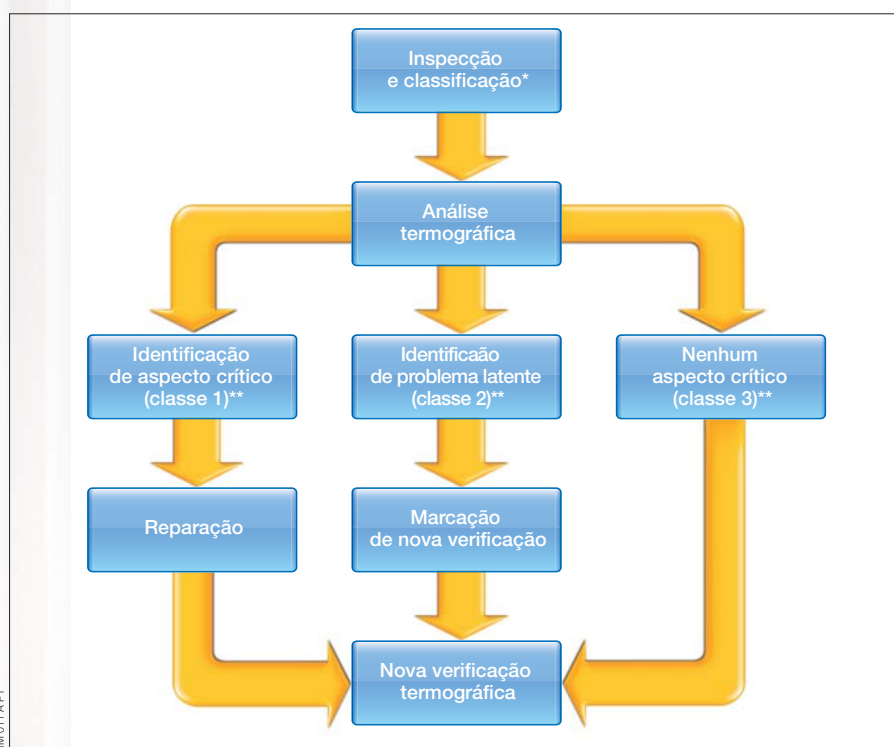 Inspecção
e classificação*
Análise
termográfica
Identificação
de aspecto crítico
(classe 1)**
Identificaão
de problema latente
(classe 2)**
Nenhum
aspecto crítico
(classe 3)**
Reparação
Marcação
de nova verificação
Nova verificação
termográfica